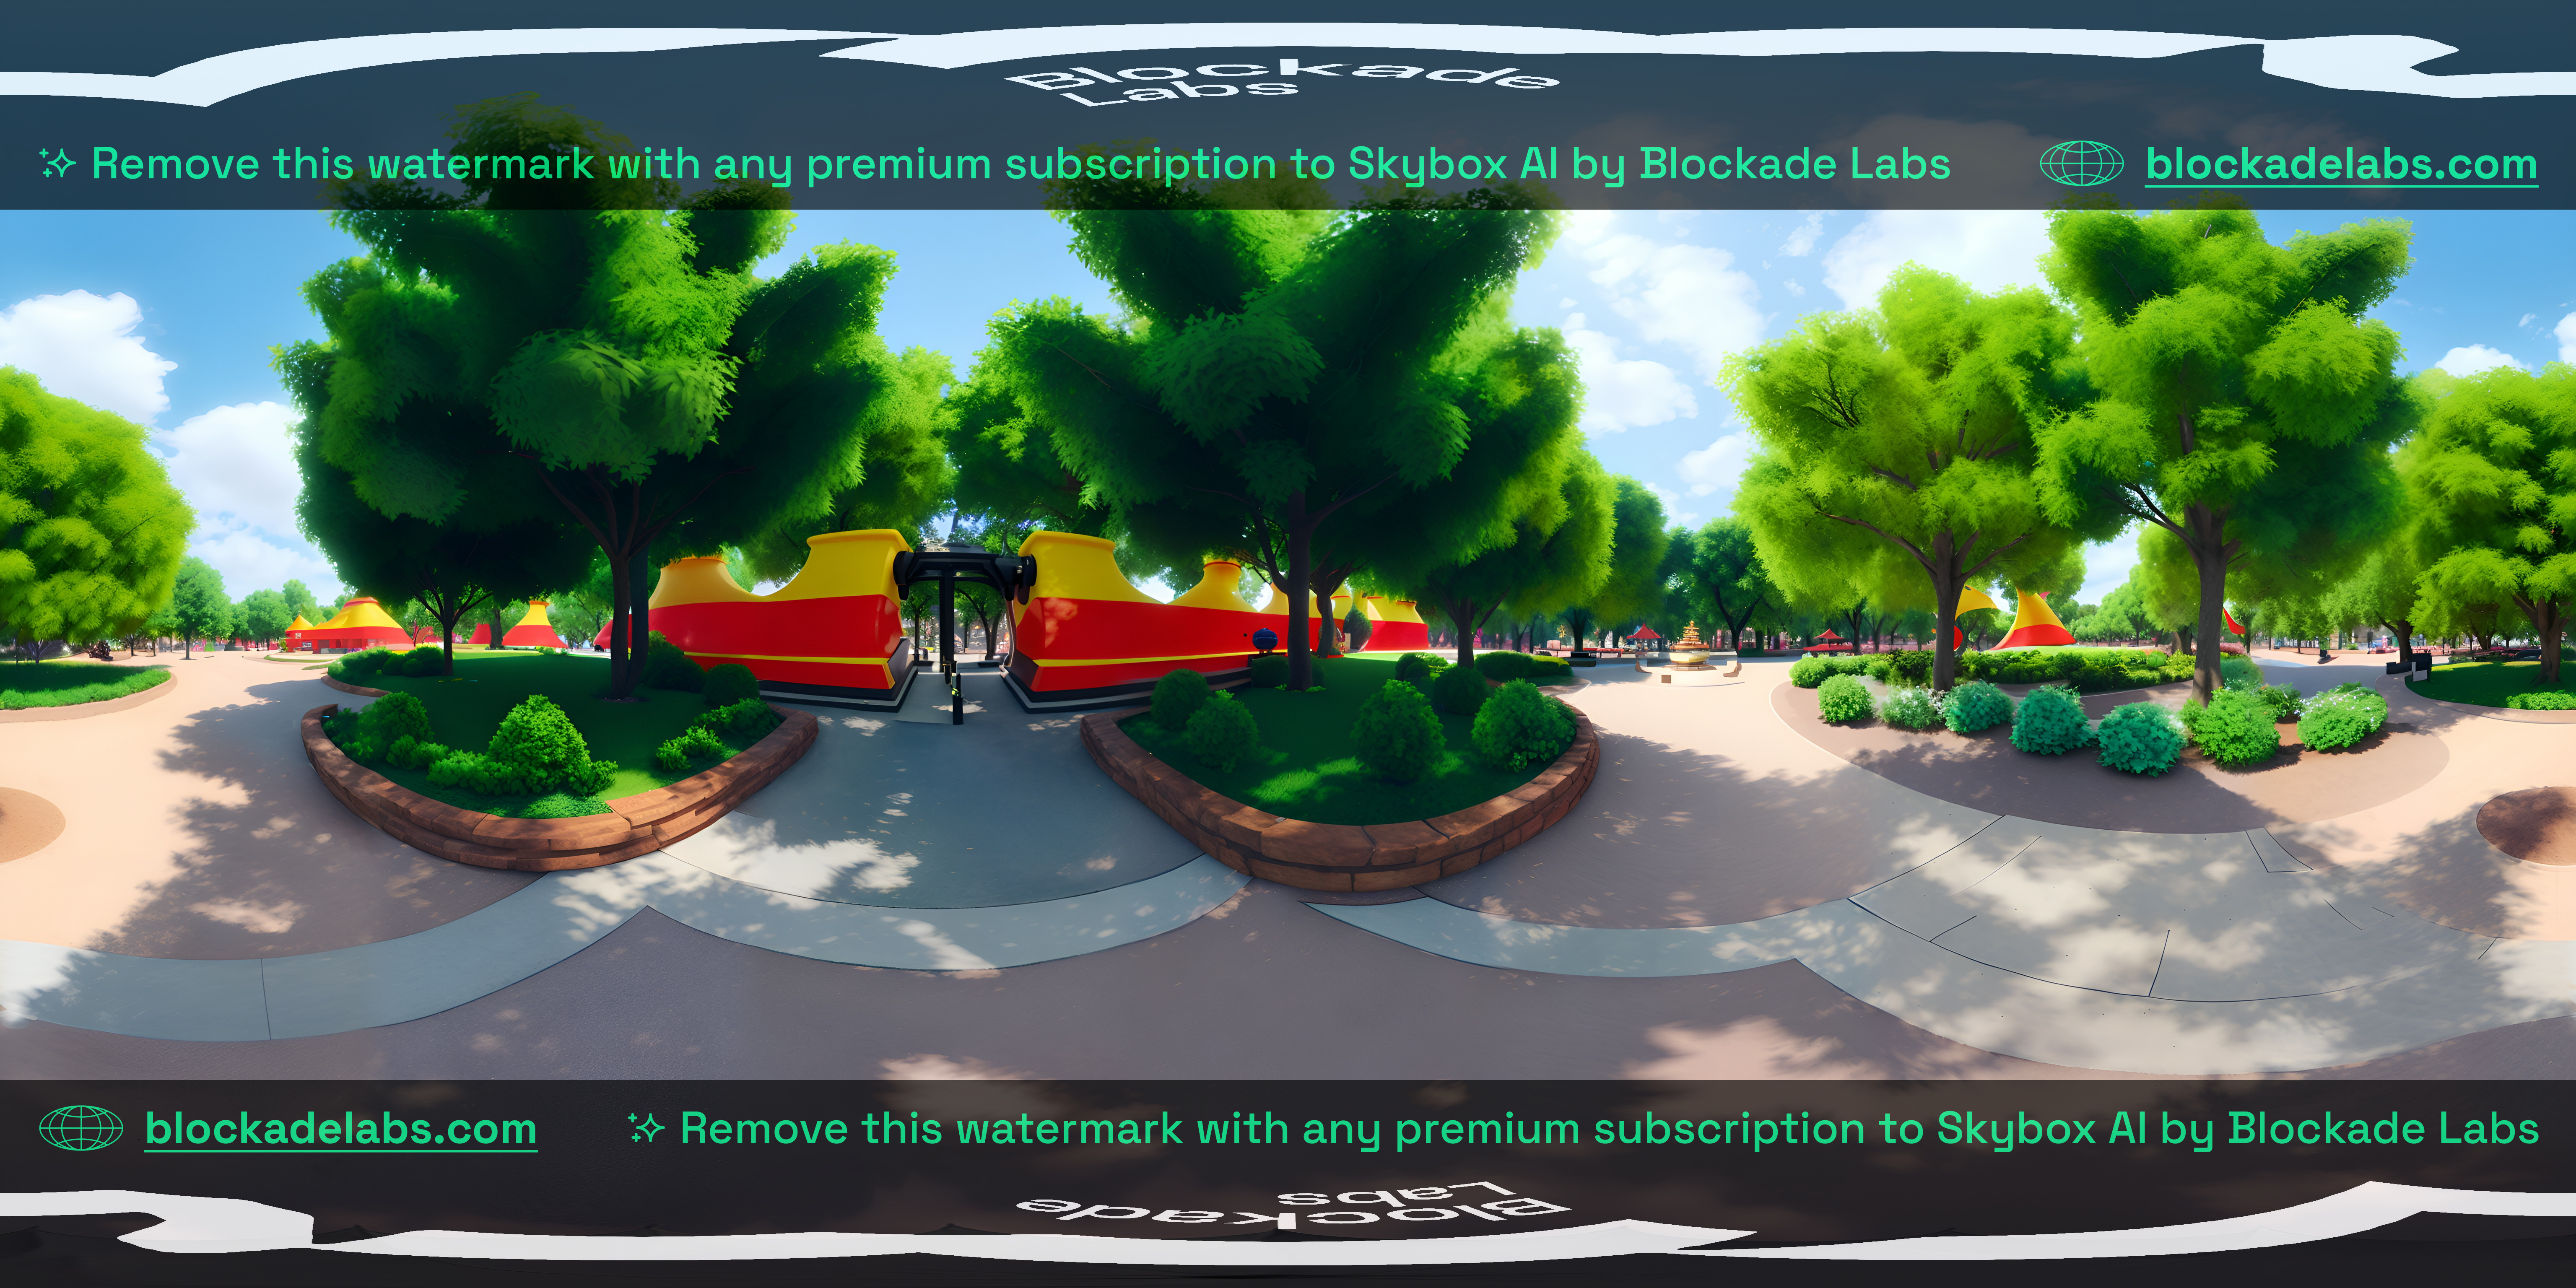 Blockade
Labs
Remove this watermark with any premium subscription to Skybox AI by Blockade Labs
blockadelabs.com
blockadelabs.com
Remove this watermark with any premium subscription to Skybox AI by Blockade Labs
Labs
Blockade